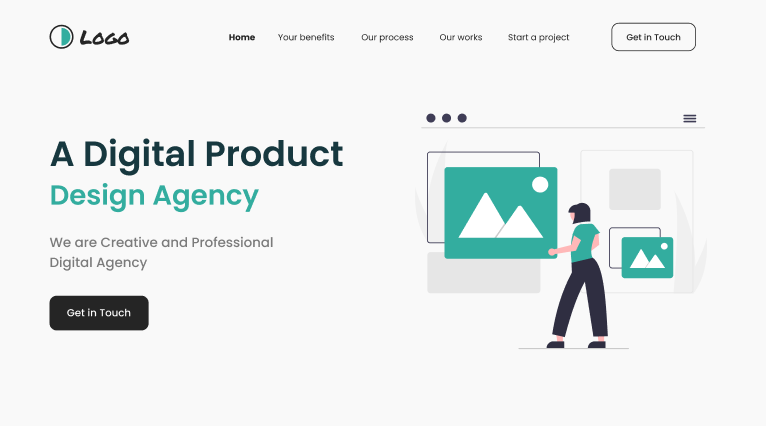 Logo
Home Your benefits Our process Our works Start a project Get in Touch
A Digital Product
Design Agency
We are Creative and Professional
Digital Agency
Get in Touch